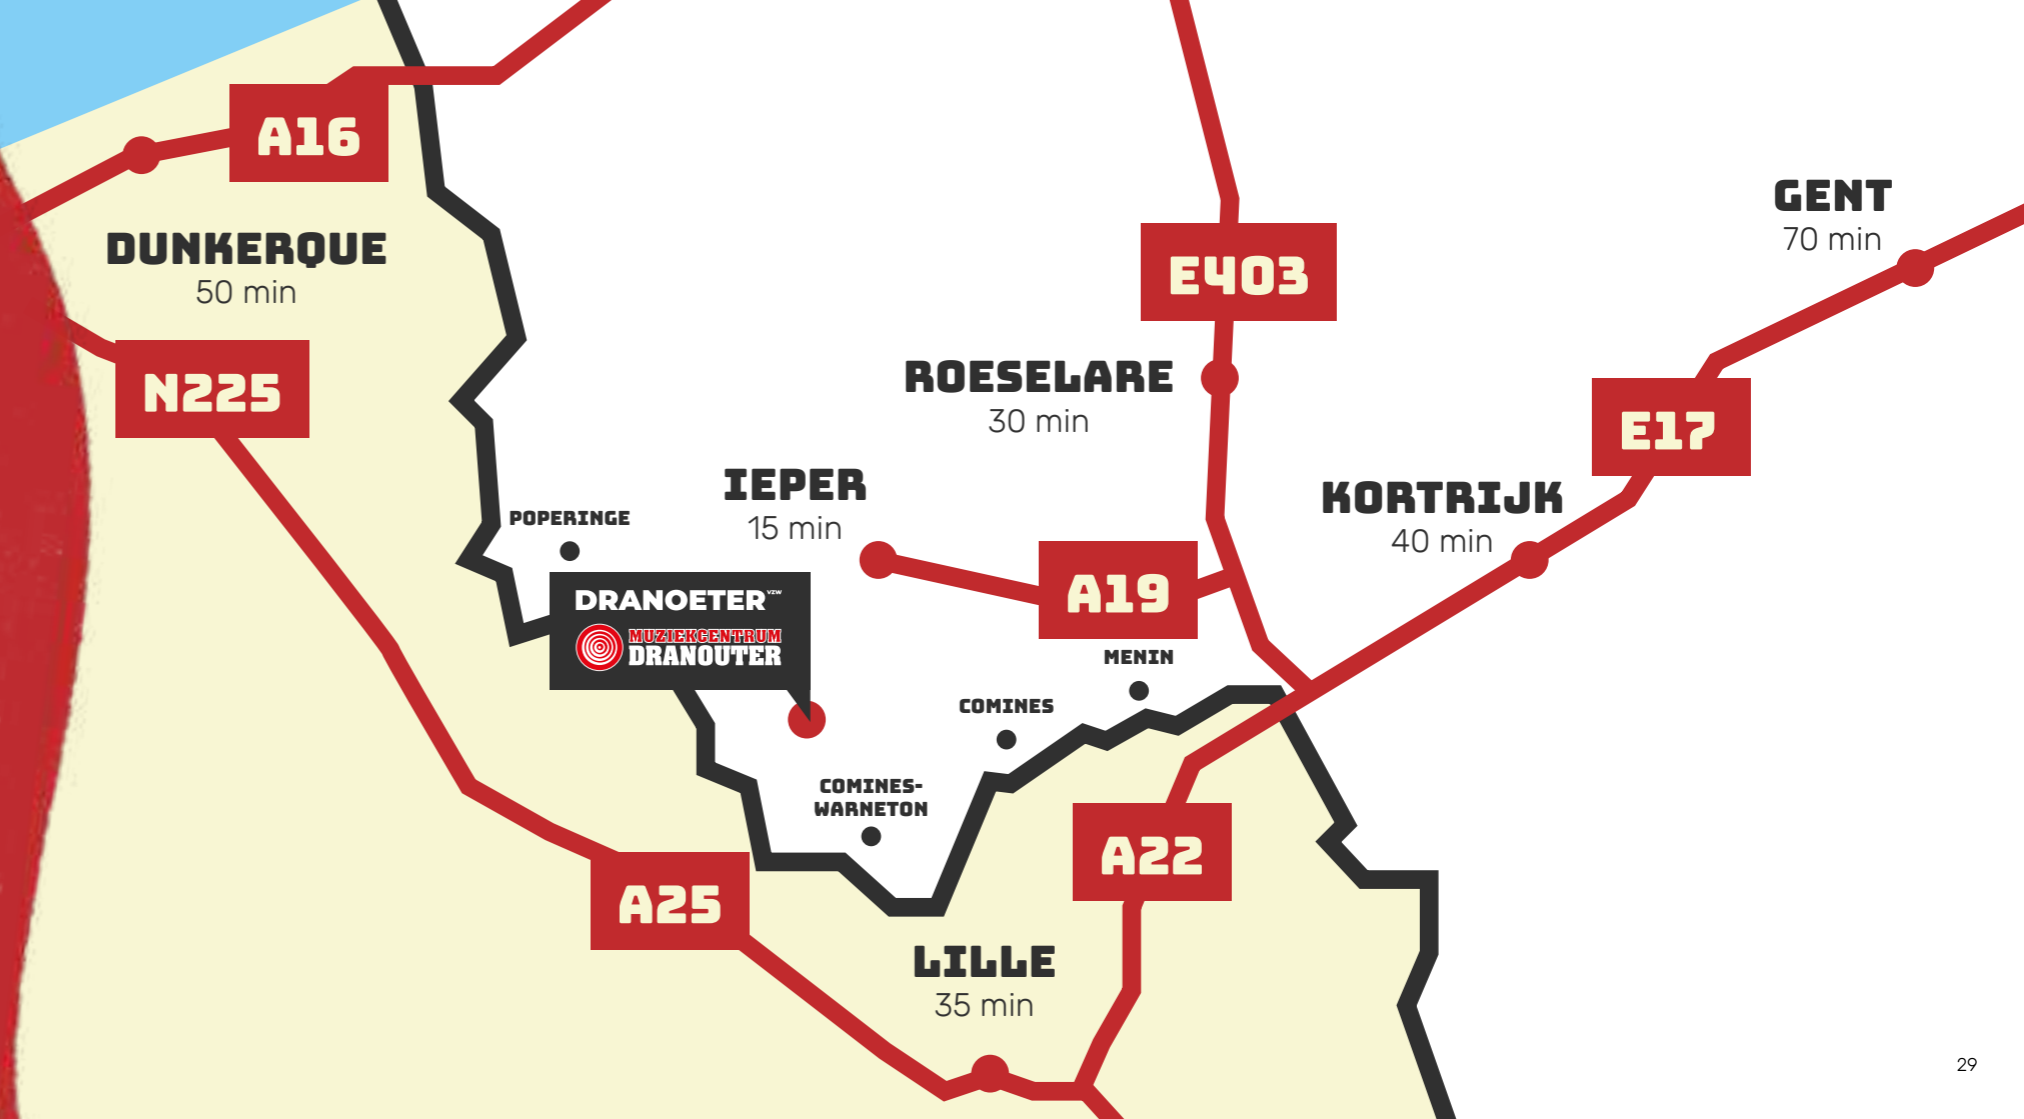 A16
DUNKERQUE
50 min
N225
E403
GENT
70 min
ROESELARE
30 min
E17
IEPER
15 min
KORTRIJK
40 min
POPERINGE
DRANOETER VZW
MUZIEKCENTRUM
DRANOUTER
A19
MENIN
COMINES
COMINES-
WARNETON
A22
A25
LILLE
35 min
29